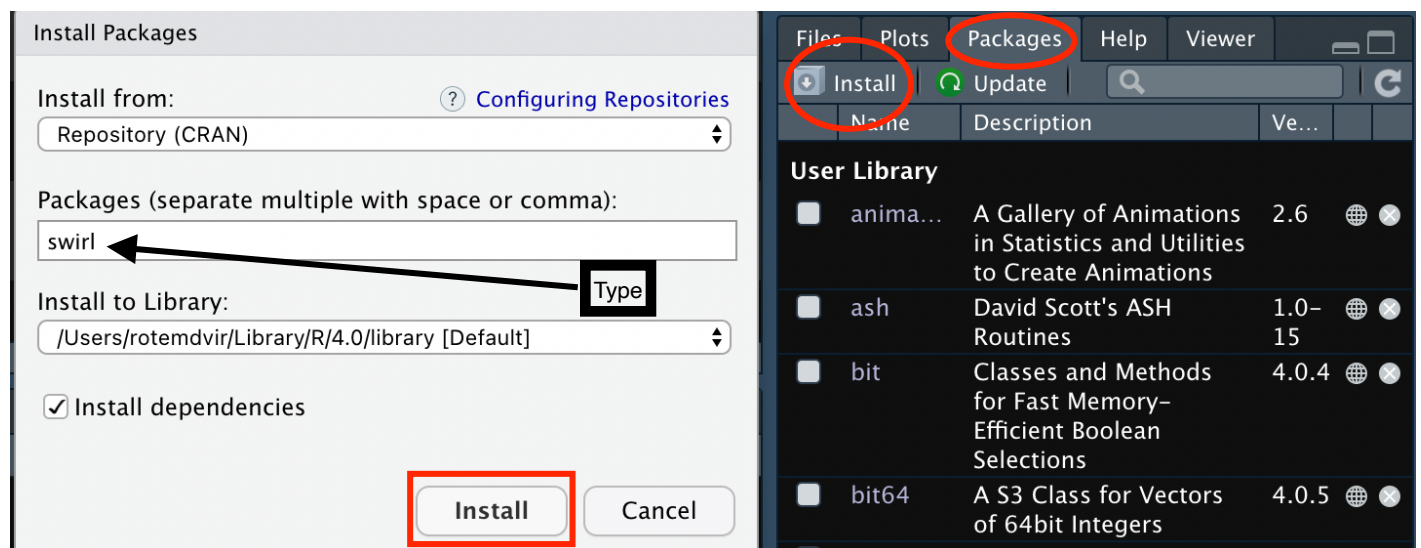 Install Packages
Install from:
? Configuring Repositories
Repository (CRAN)
Packages (separate multiple with space or comma):
swirl
Type
Install to Library:
/Users/rotemdvir/Library/R/4.0/library [Default]
Install dependencies
Install
Cancel
Files
Plots
Packages
Help
Viewer
Install
Update
Name
Description
Ve...
User Library
anima...
A Gallery of Animations
in Statistics and Utilities
to Create Animations
2.6
ash
David Scott's ASH
Routines
1.0-
15
bit
Classes and Methods
for Fast Memory-
Efficient Boolean
Selections
4.0.4
bit64
A S3 Class for Vectors
of 64bit Integers
4.0.5